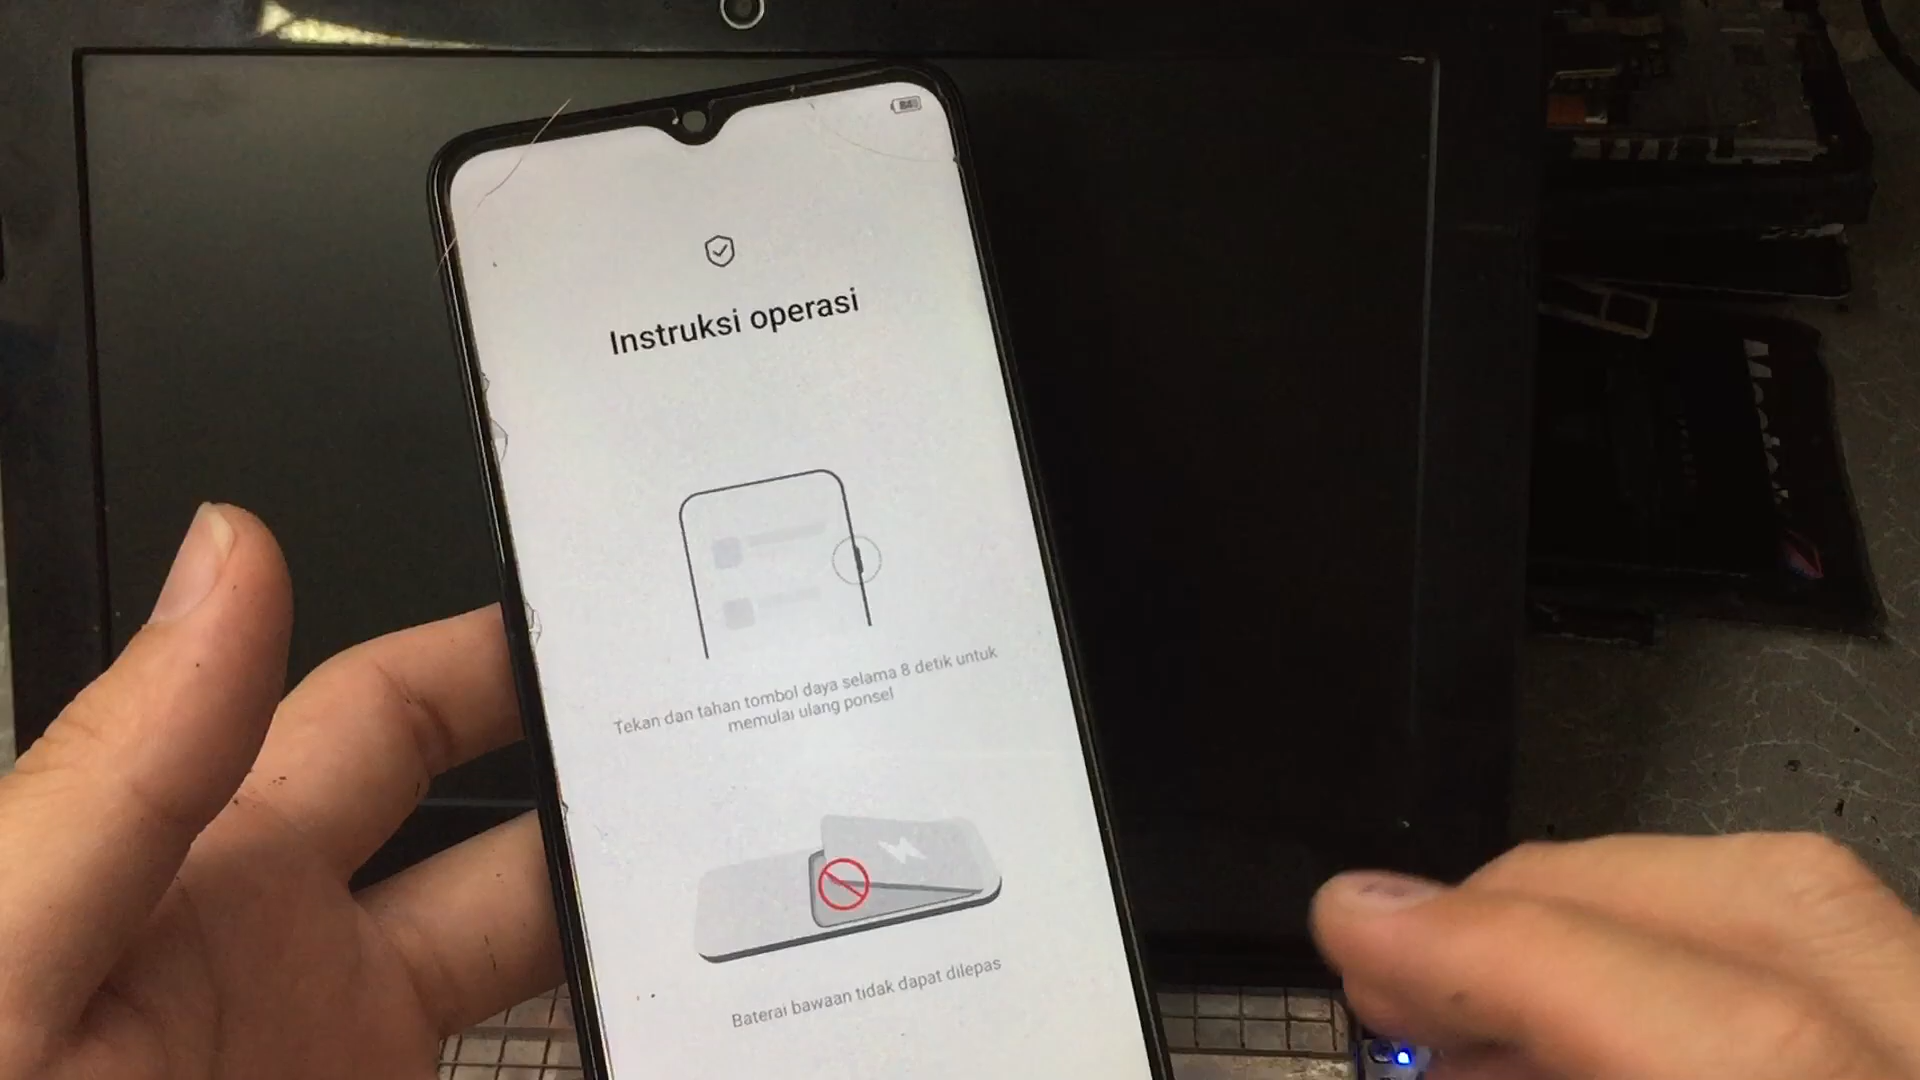 Instruksi operasi
Tekan dan tahan tombol daya selama 8 detik untuk
memulai ulang ponsel
Baterai bawaan tidak dapat dilepas